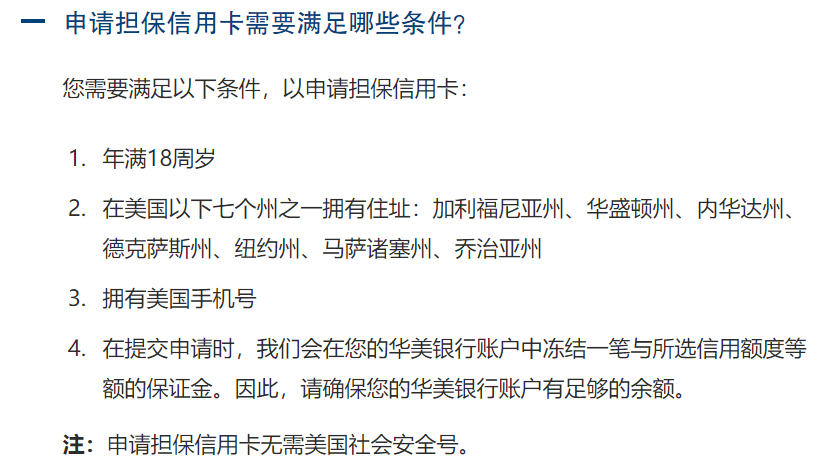 申请担保信用卡需要满足哪些条件？
您需要满足以下条件，以申请担保信用卡：
1. 年满18周岁
2. 在美国以下七个州之一拥有住址：加利福尼亚州、华盛顿州、内华达州、
德克萨斯州、纽约州、马萨诸塞州、乔治亚州
3. 拥有美国手机号
4. 在提交申请时，我们会在您的华美银行账户中冻结一笔与所选信用额度等
额的保证金。因此，请确保您的华美银行账户有足够的余额。
注：申请担保信用卡无需美国社会安全号。